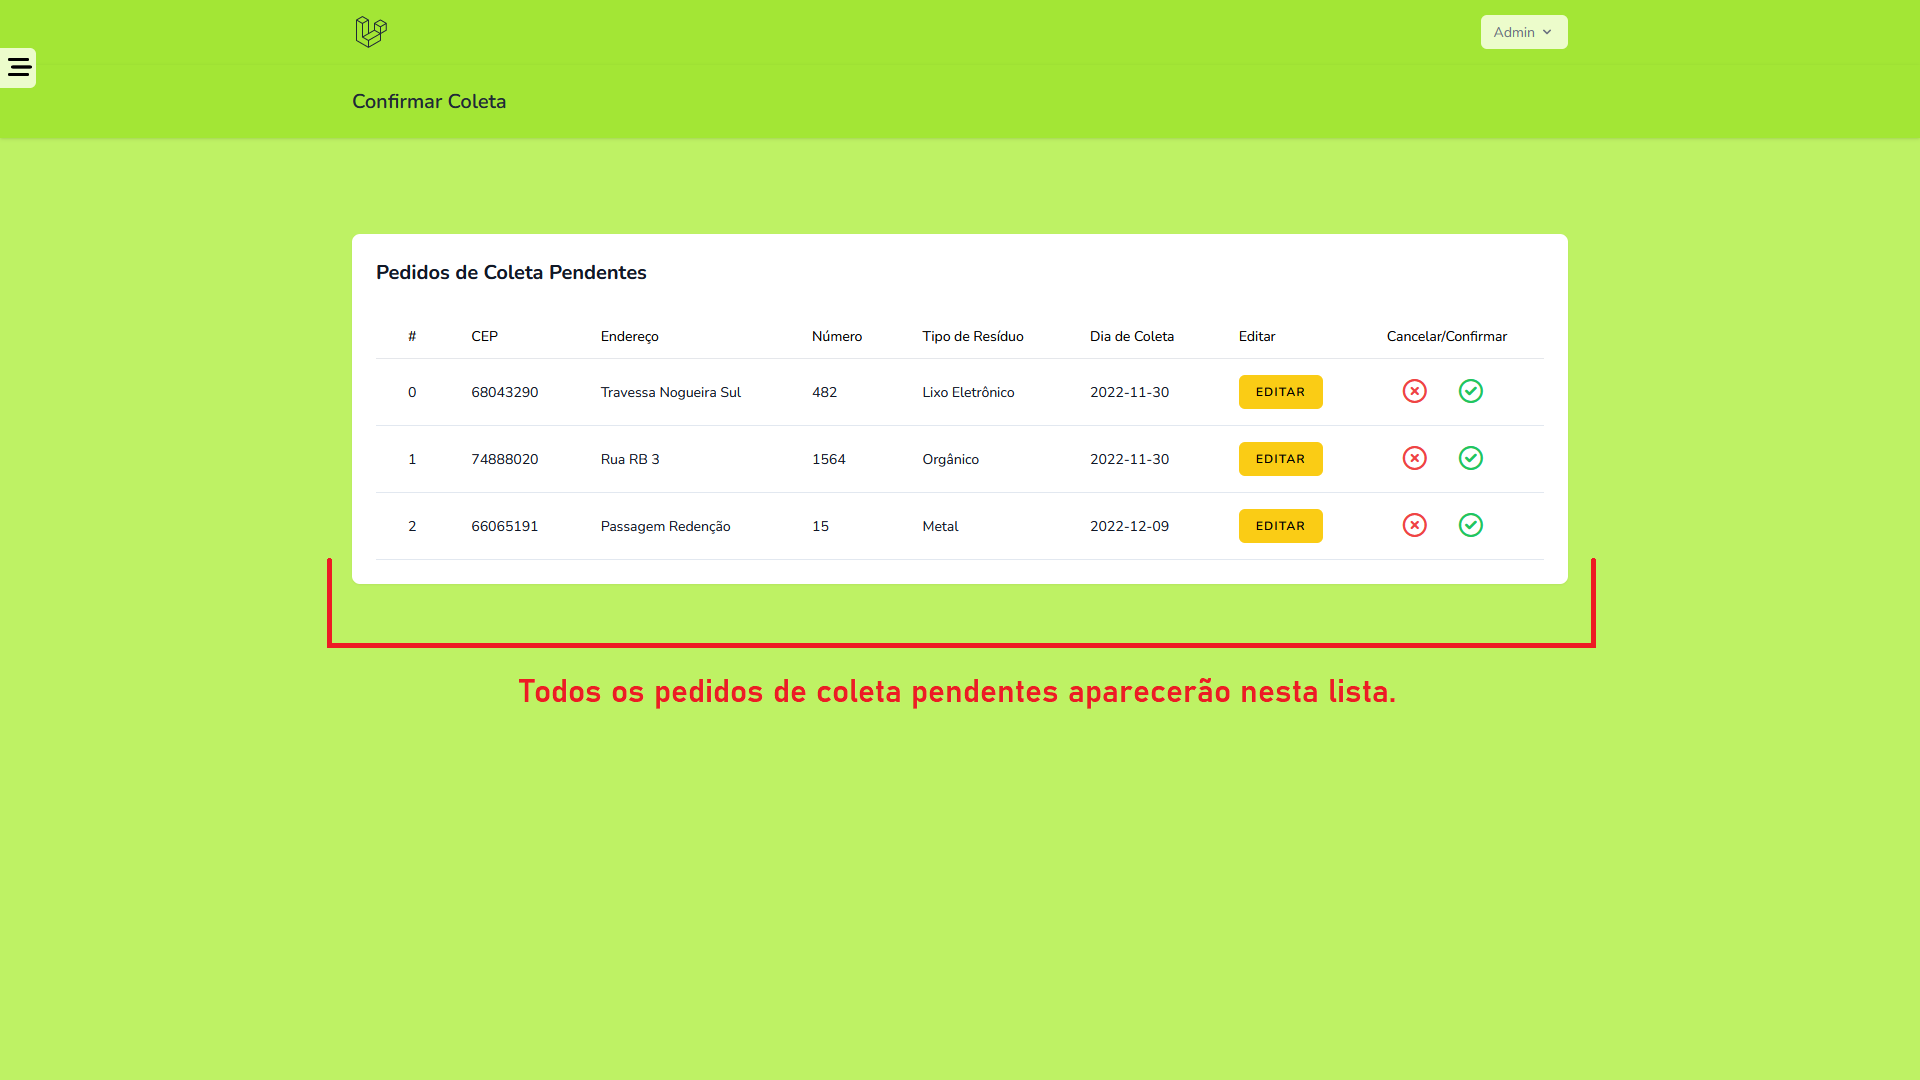 Admin
Confirmar Coleta
Pedidos de Coleta Pendentes
# CEP Endereço Número Tipo de Resíduo Dia de Coleta Editar Cancelar/Confirmar
0 68043290 Travessa Nogueira Sul 482 Lixo Eletrônico 2022-11-30 EDITAR
1 74888020 Rua RB 3 1564 Orgânico 2022-11-30 EDITAR
2 66065191 Passagem Redenção 15 Metal 2022-12-09 EDITAR
Todos os pedidos de coleta pendentes aparecerão nesta lista.